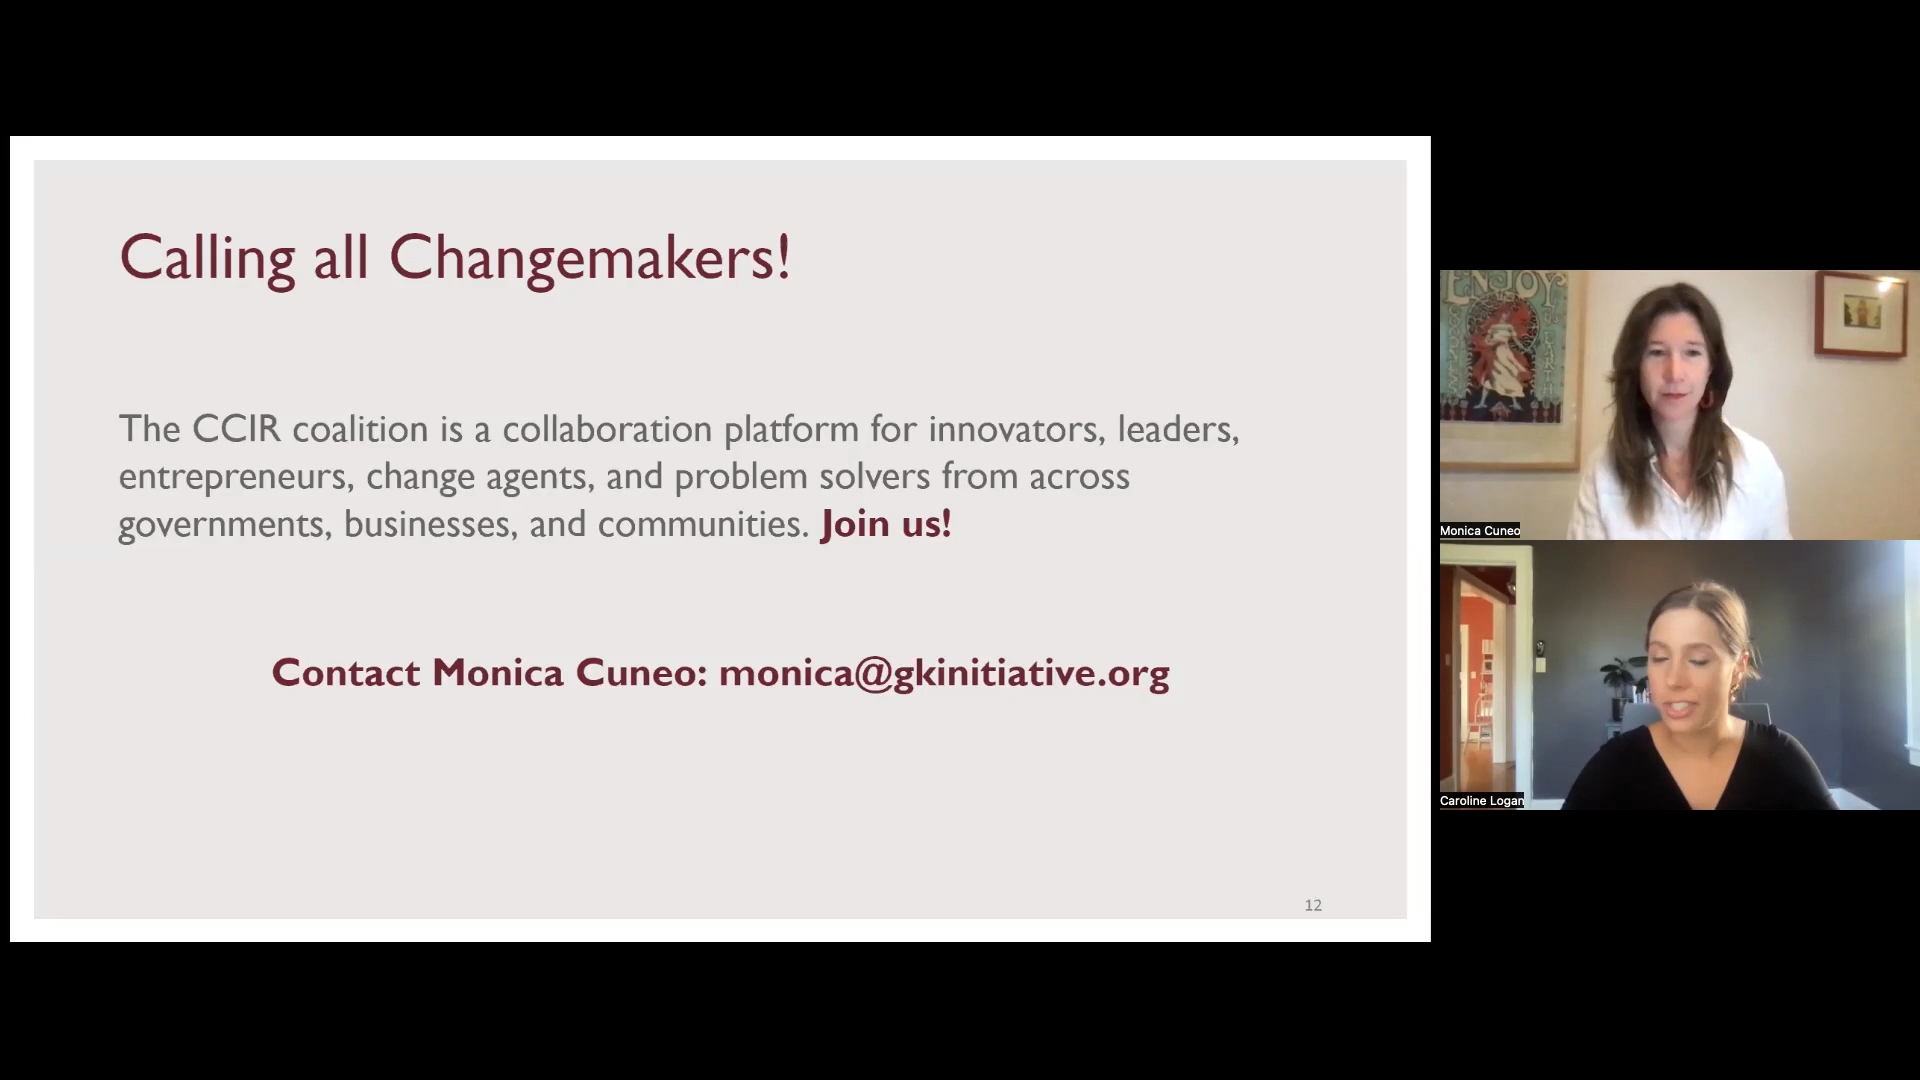 Calling all Changemakers!
The CCIR coalition is a collaboration platform for innovators, leaders,
entrepreneurs, change agents, and problem solvers from across
governments, businesses, and communities. Join us!
Contact Monica Cuneo: monica@gkinitiative.org
12
ENJOY
Monica Cuneo
Caroline Logan